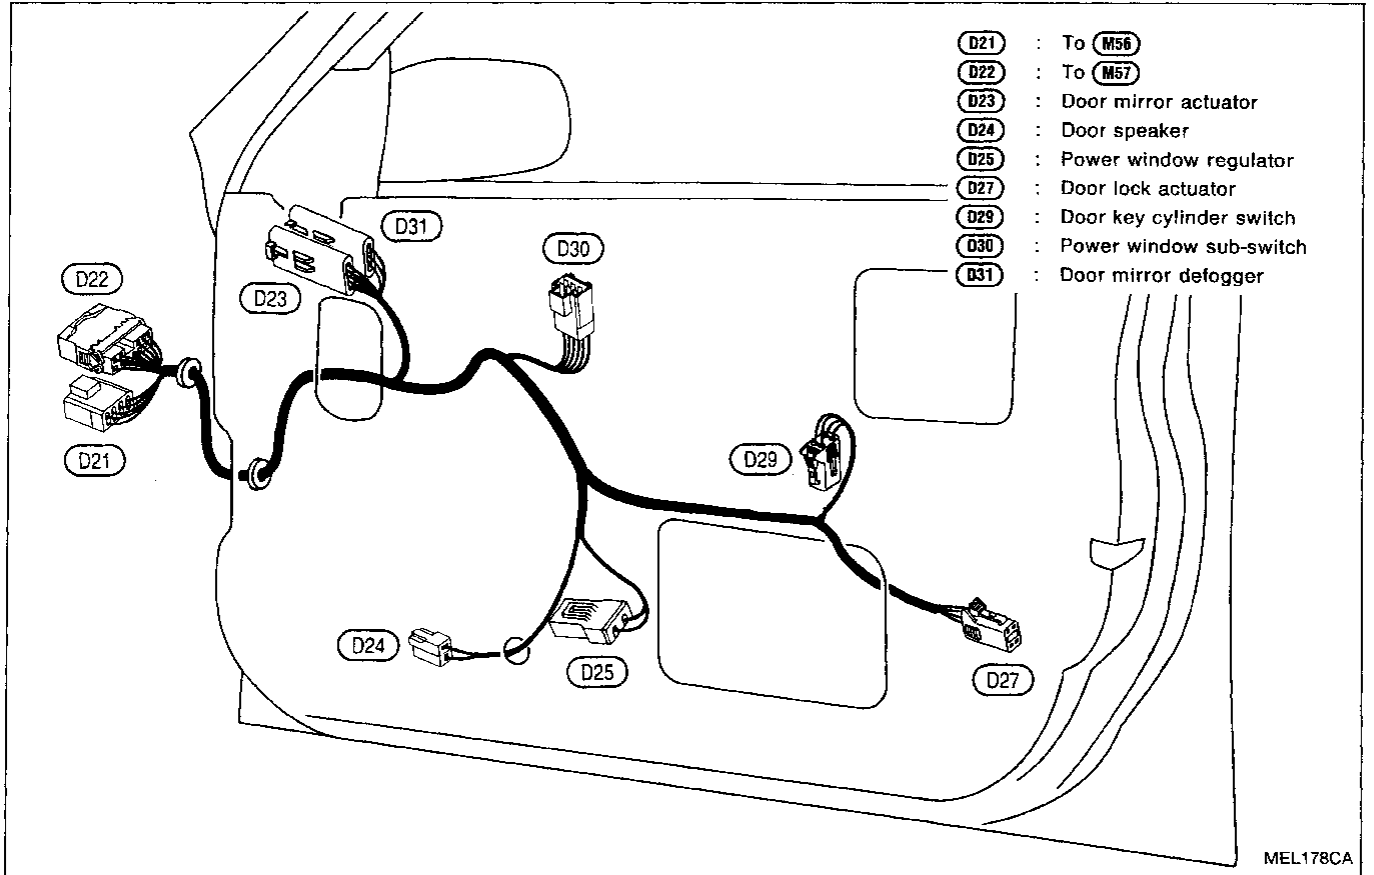 D21 : To M56
D22 : To M57
D23 : Door mirror actuator
D24 : Door speaker
D25 : Power window regulator
D27 : Door lock actuator
D29 : Door key cylinder switch
D30 : Power window sub-switch
D31 : Door mirror defogger
D31
D30
D22
D23
D21
D29
D24
D25
D27
MEL178CA